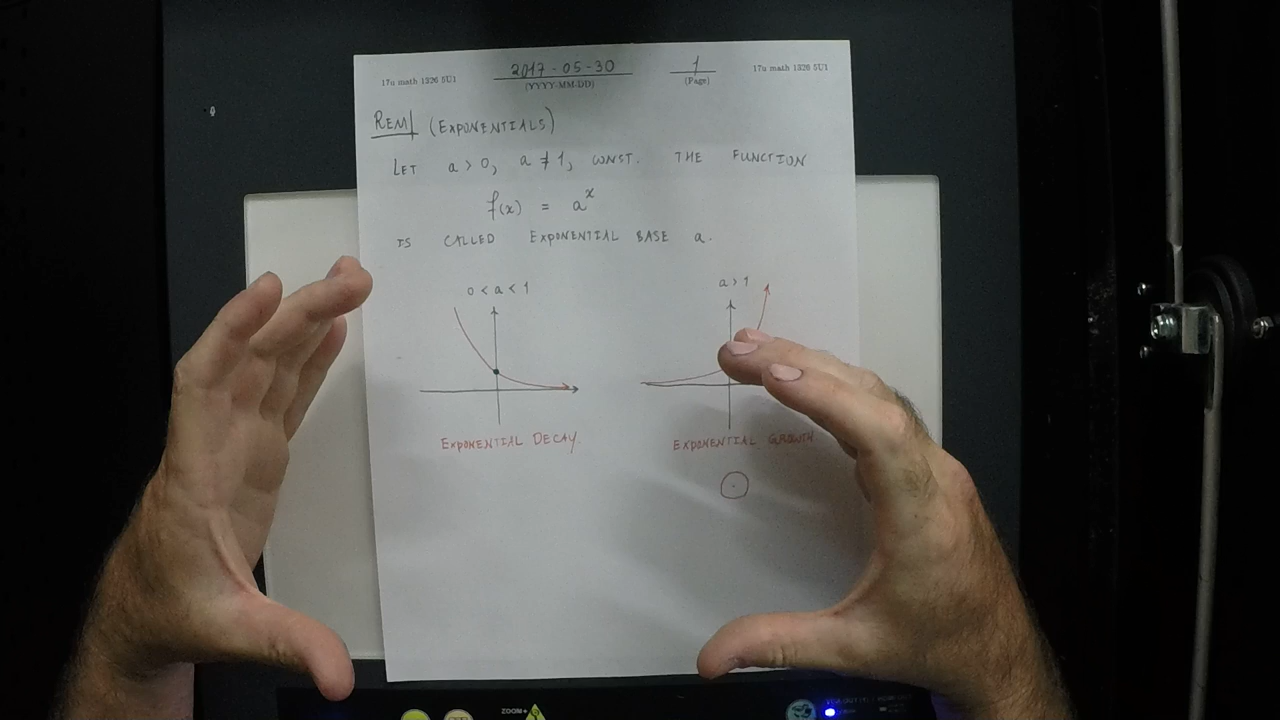 17u math 1326 5U1 2017-05-30 1 17u math 1326 5U1
(YYYY-MM-DD) (Page)
REM (EXPONENTIALS)
LET a > 0, a ≠ 1, CONST. THE FUNCTION
f(x) = a^x
IS CALLED EXPONENTIAL BASE a.
0 < a < 1 a > 1
EXPONENTIAL DECAY. EXPONENTIAL GROWTH.
ZOOM+